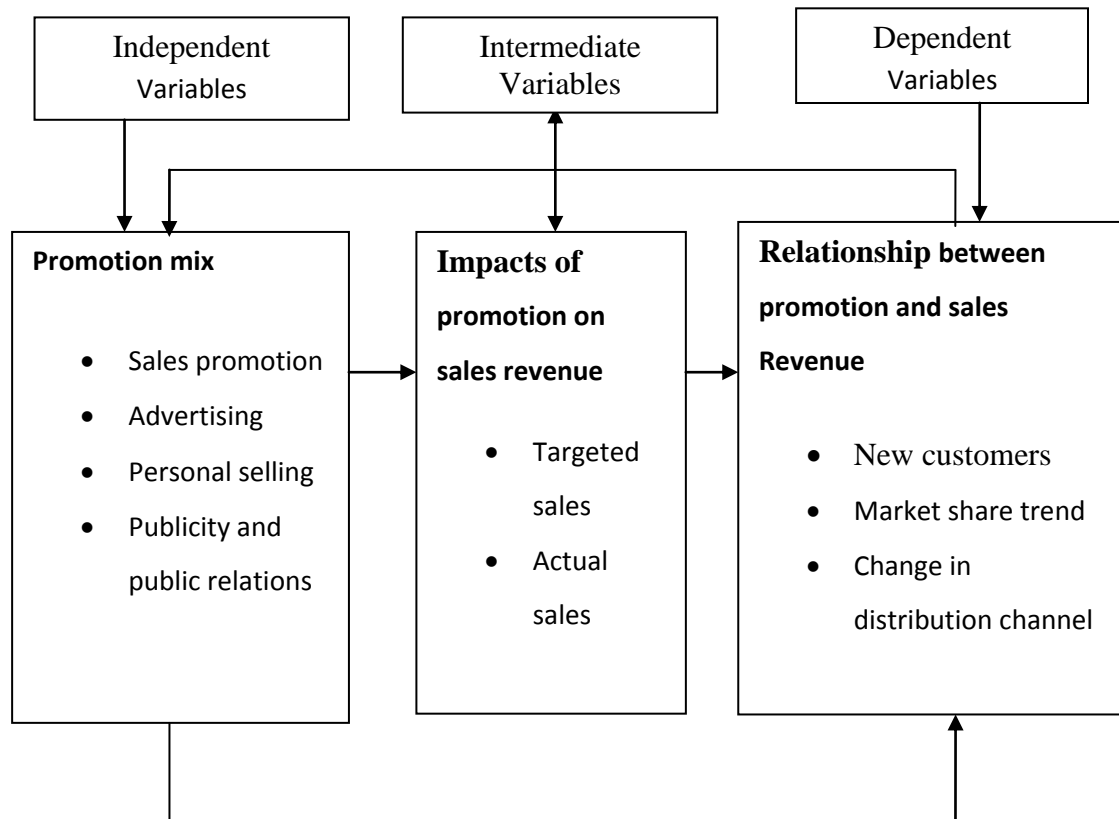 Independent
Variables
Intermediate
Variables
Dependent
Variables
Promotion mix
• Sales promotion
• Advertising
• Personal selling
• Publicity and
public relations
Impacts of
promotion on
sales revenue
• Targeted
sales
• Actual
sales
Relationship between
promotion and sales
Revenue
• New customers
• Market share trend
• Change in
distribution channel